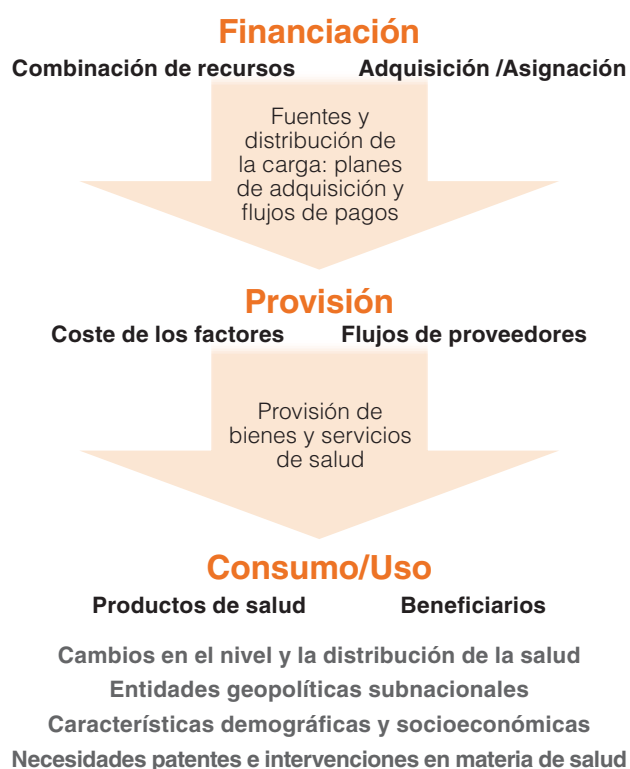 Financiación
Combinación de recursos Adquisición /Asignación
Fuentes y
distribución de
la carga: planes
de adquisición y
flujos de pagos
Provisión
Coste de los factores Flujos de proveedores
Provisión de
bienes y servicios
de salud
Consumo/Uso
Productos de salud Beneficiarios
Cambios en el nivel y la distribución de la salud
Entidades geopolíticas subnacionales
Características demográficas y socioeconómicas
Necesidades patentes e intervenciones en materia de salud